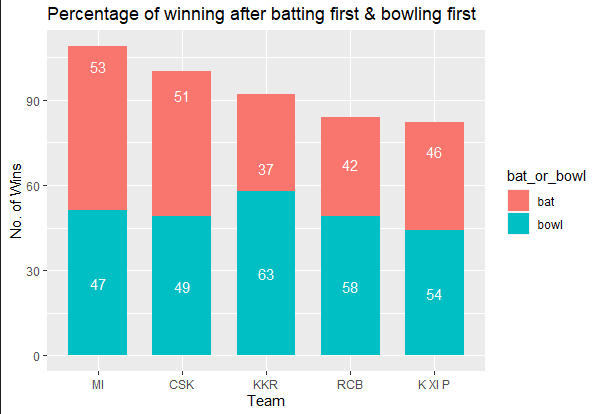 Percentage of winning after batting first & bowling first
No. of Wins
90
60
30
0
53
51
37
42
46
47
49
63
58
54
MI CSK KKR RCB K XI P
Team
bat_or_bowl
bat
bowl